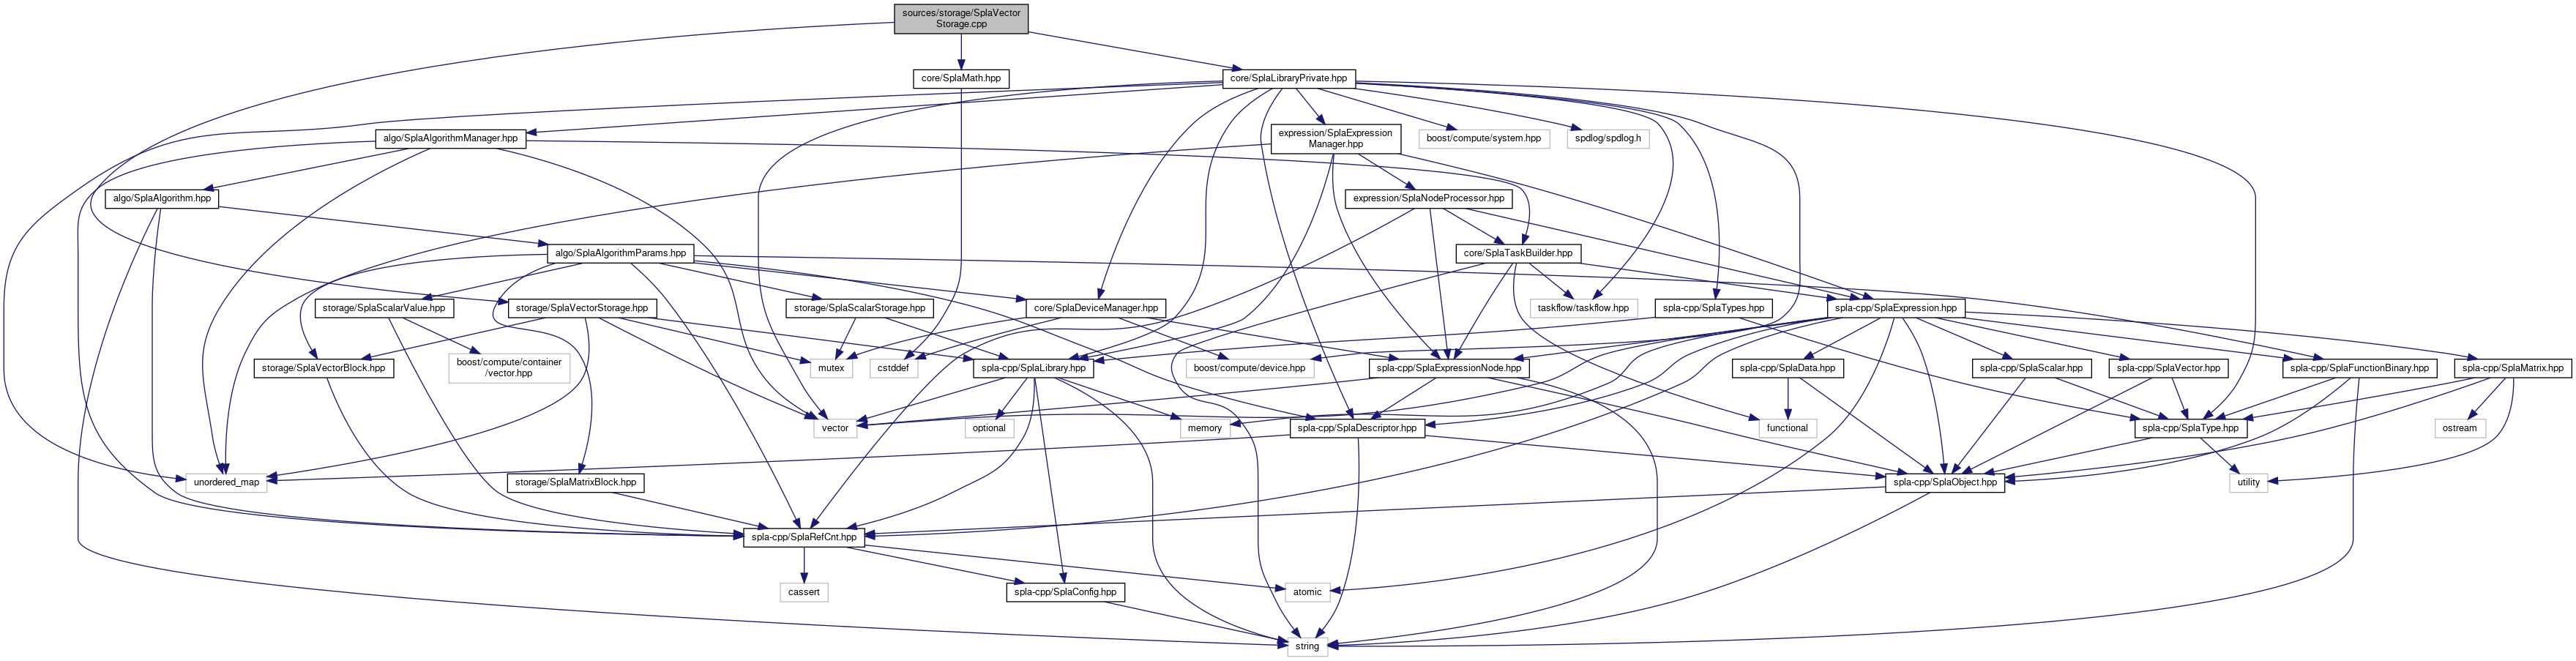 sources/storage/SplaVector
Storage.cpp
core/SplaMath.hpp
core/SplaLibraryPrivate.hpp
algo/SplaAlgorithmManager.hpp
expression/SplaExpression
Manager.hpp
boost/compute/system.hpp
spdlog/spdlog.h
algo/SplaAlgorithm.hpp
expression/SplaNodeProcessor.hpp
algo/SplaAlgorithmParams.hpp
core/SplaTaskBuilder.hpp
storage/SplaScalarValue.hpp
storage/SplaVectorStorage.hpp
storage/SplaScalarStorage.hpp
core/SplaDeviceManager.hpp
taskflow/taskflow.hpp
spla-cpp/SplaTypes.hpp
spla-cpp/SplaExpression.hpp
storage/SplaVectorBlock.hpp
boost/compute/container
/vector.hpp
mutex
cstddef
spla-cpp/SplaLibrary.hpp
boost/compute/device.hpp
spla-cpp/SplaExpressionNode.hpp
spla-cpp/SplaData.hpp
spla-cpp/SplaScalar.hpp
spla-cpp/SplaVector.hpp
spla-cpp/SplaFunctionBinary.hpp
spla-cpp/SplaMatrix.hpp
vector
optional
memory
spla-cpp/SplaDescriptor.hpp
functional
spla-cpp/SplaType.hpp
ostream
unordered_map
storage/SplaMatrixBlock.hpp
spla-cpp/SplaObject.hpp
utility
spla-cpp/SplaRefCnt.hpp
cassert
spla-cpp/SplaConfig.hpp
atomic
string